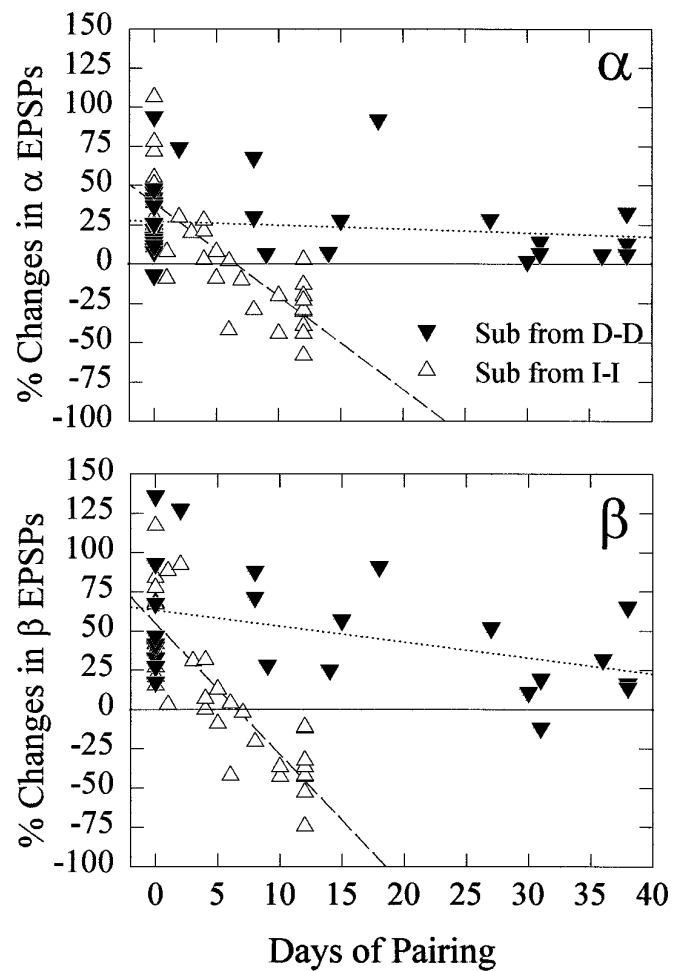 150
125
α
100
75
50
25
0
-25
-50
-75
-100
% Changes in α EPSPs
▼ Sub from D-D
△ Sub from I-I
150
125
β
100
75
50
25
0
-25
-50
-75
-100
% Changes in β EPSPs
0 5 10 15 20 25 30 35 40
Days of Pairing